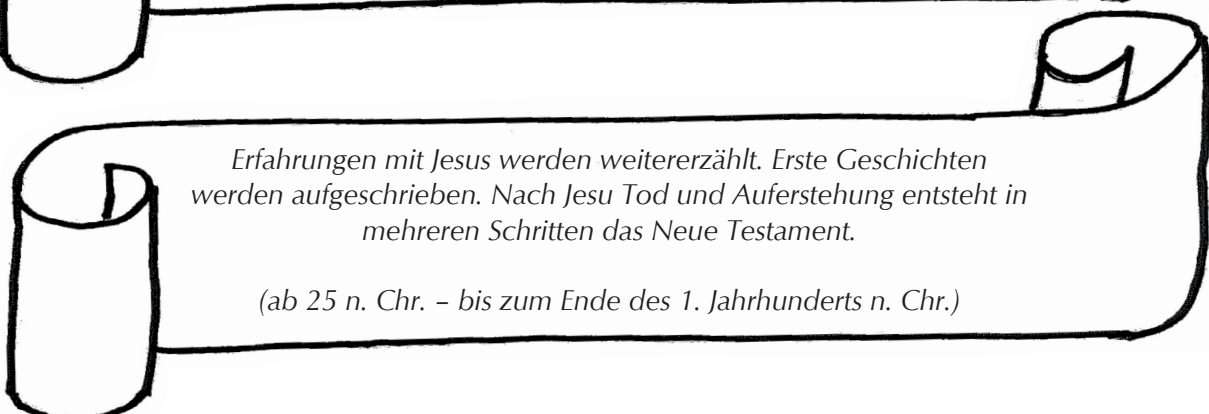 Erfahrungen mit Jesus werden weitererzählt. Erste Geschichten
werden aufgeschrieben. Nach Jesu Tod und Auferstehung entsteht in
mehreren Schritten das Neue Testament.
(ab 25 n. Chr. – bis zum Ende des 1. Jahrhunderts n. Chr.)